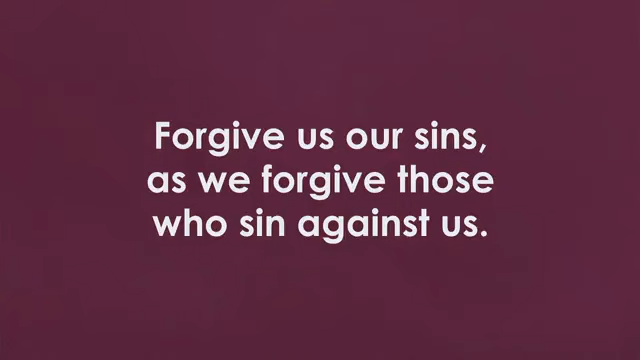 Forgive us our sins,
as we forgive those
who sin against us.